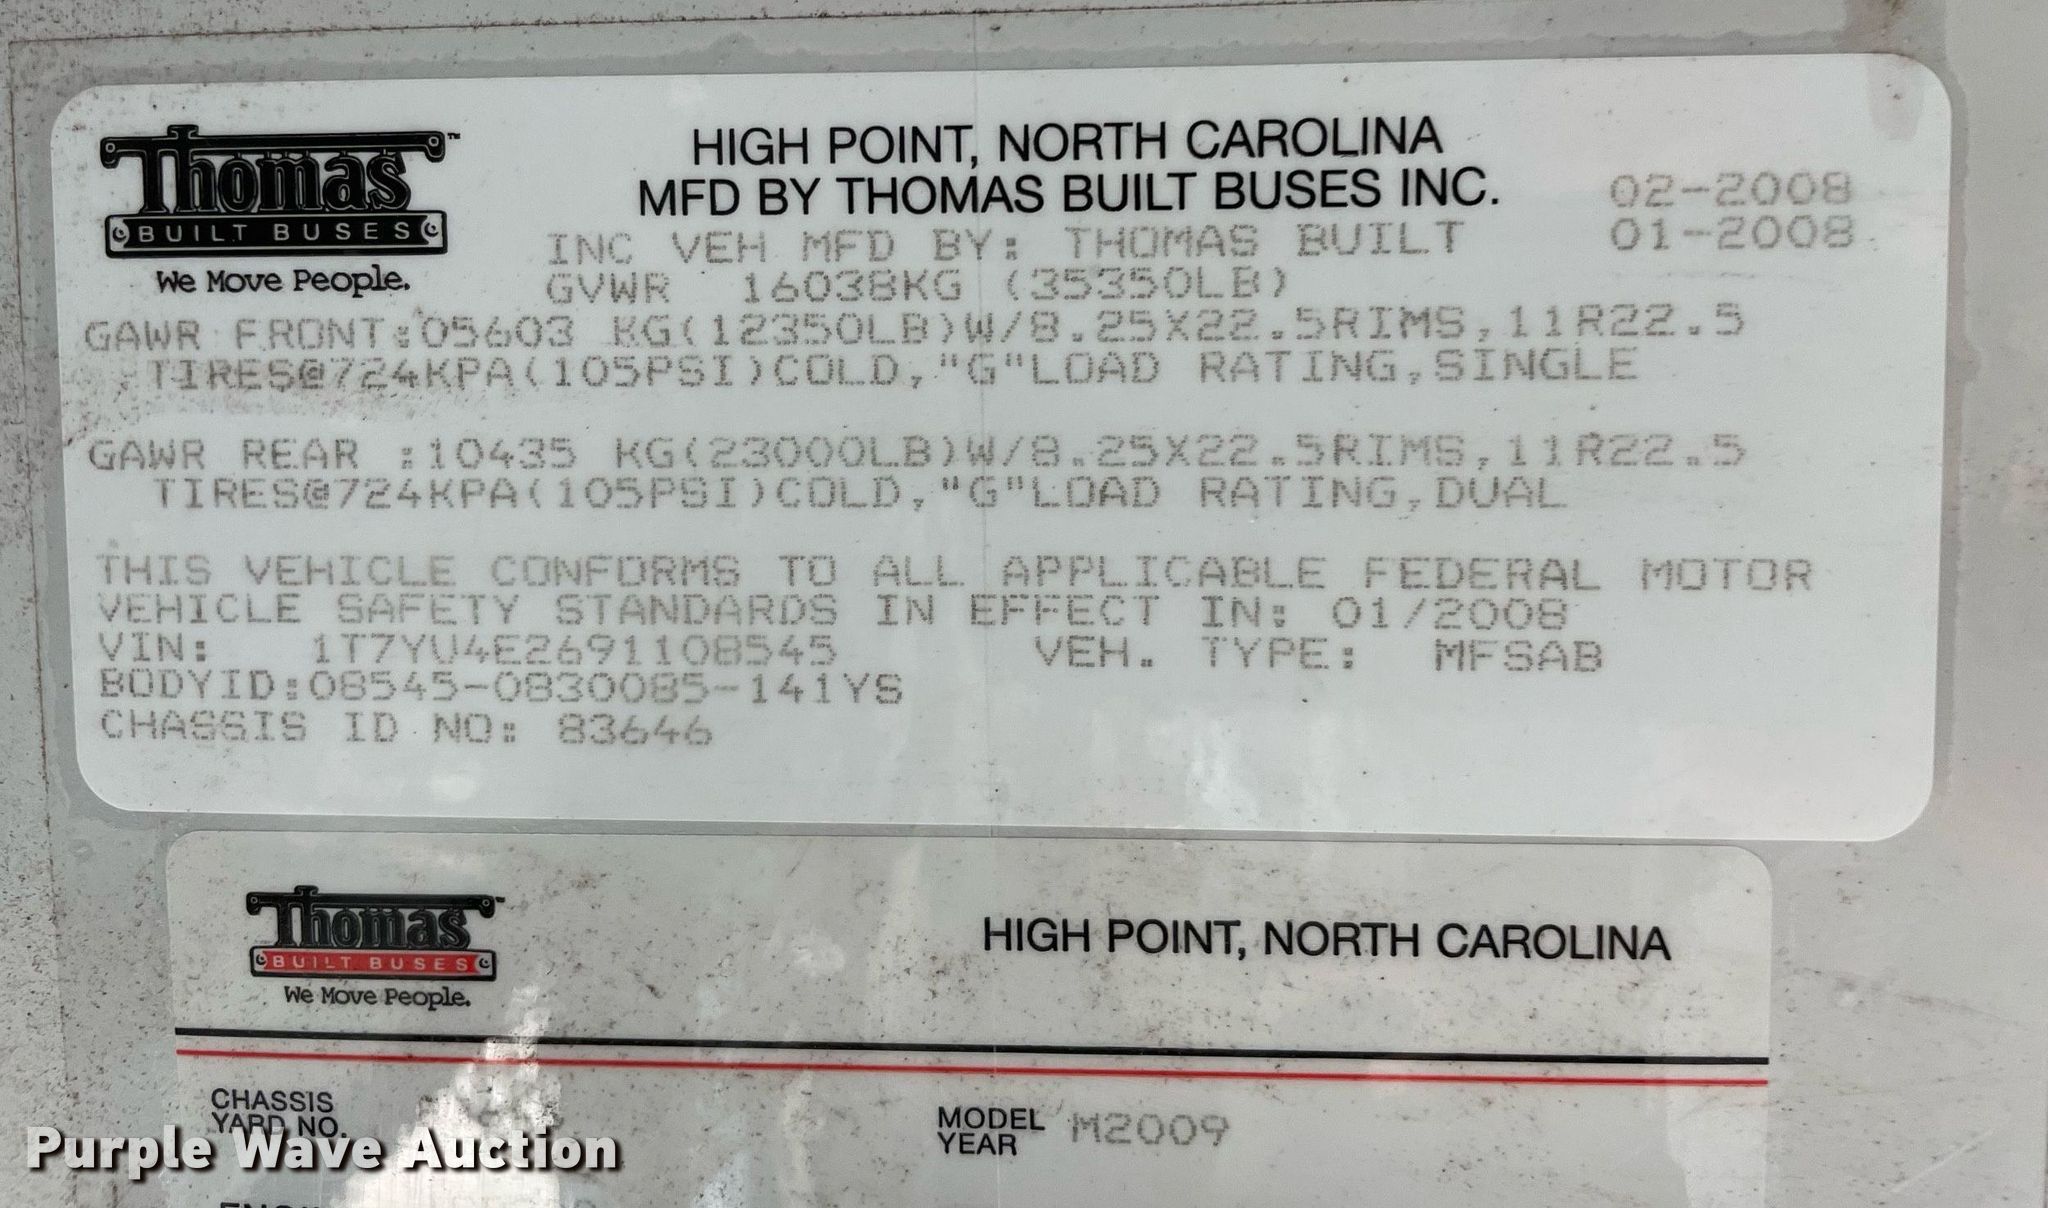 Thomas™
BUILT BUSES
We Move People.
HIGH POINT, NORTH CAROLINA
MFD BY THOMAS BUILT BUSES INC. 02-2008
INC VEH MFD BY: THOMAS BUILT 01-2008
GVWR 16038KG (35350LB)
GAWR FRONT:05603 KG(12350LB)W/8.25X22.5RIMS,11R22.5
TIRES@724KPA(105PSI)COLD,"G"LOAD RATING,SINGLE
GAWR REAR :10435 KG(23000LB)W/8.25X22.5RIMS,11R22.5
TIRES@724KPA(105PSI)COLD,"G"LOAD RATING,DUAL
THIS VEHICLE CONFORMS TO ALL APPLICABLE FEDERAL MOTOR
VEHICLE SAFETY STANDARDS IN EFFECT IN: 01/2008
VIN: 1T7YU4E2691108545 VEH. TYPE: MFSAB
BODYID:08545-0830085-141YS
CHASSIS ID NO: 83646
Thomas
BUILT BUSES
We Move People.
HIGH POINT, NORTH CAROLINA
CHASSIS
YARD NO.
MODEL
YEAR
M2009
Purple Wave Auction